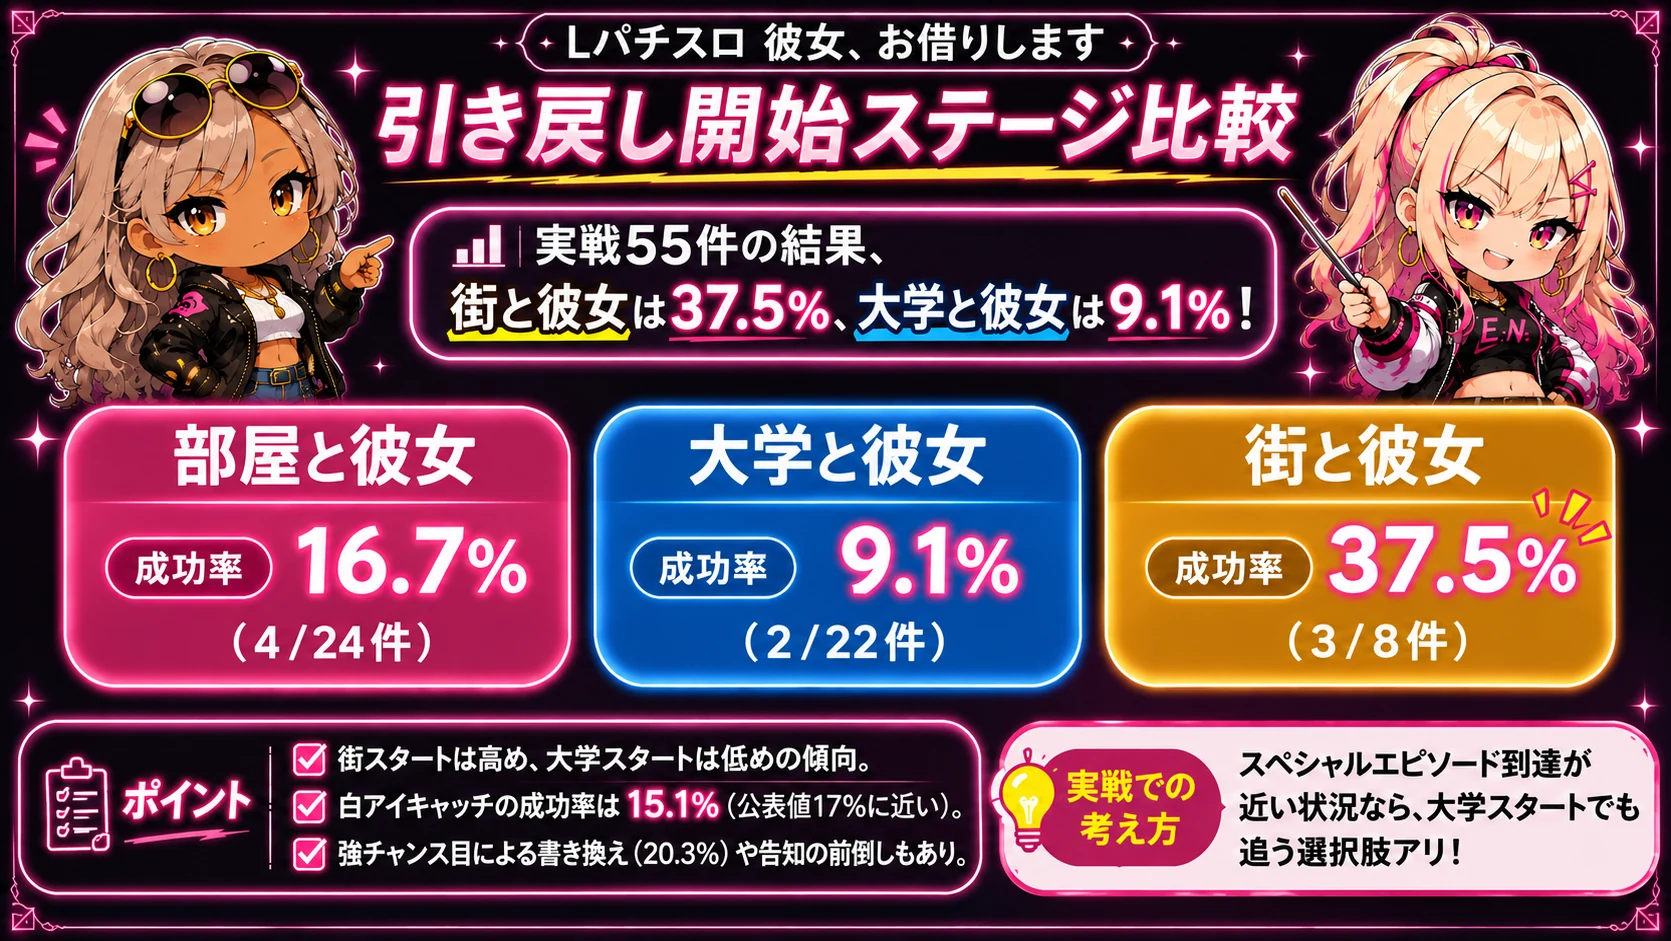 Lパチスロ 彼女、お借りします
引き戻し開始ステージ比較
実戦55件の結果、
街と彼女は37.5%、大学と彼女は9.1%！
E.N.
部屋と彼女
成功率 16.7%
（4/24件）
大学と彼女
成功率 9.1%
（2/22件）
街と彼女
成功率 37.5%
（3/8件）
ポイント
街スタートは高め、大学スタートは低めの傾向。
白アイキャッチの成功率は 15.1%（公表値17%に近い）。
強チャンス目による書き換え（20.3%）や告知の前倒しもあり。
実戦での
考え方
スペシャルエピソード到達が
近い状況なら、大学スタートでも
追う選択肢アリ！